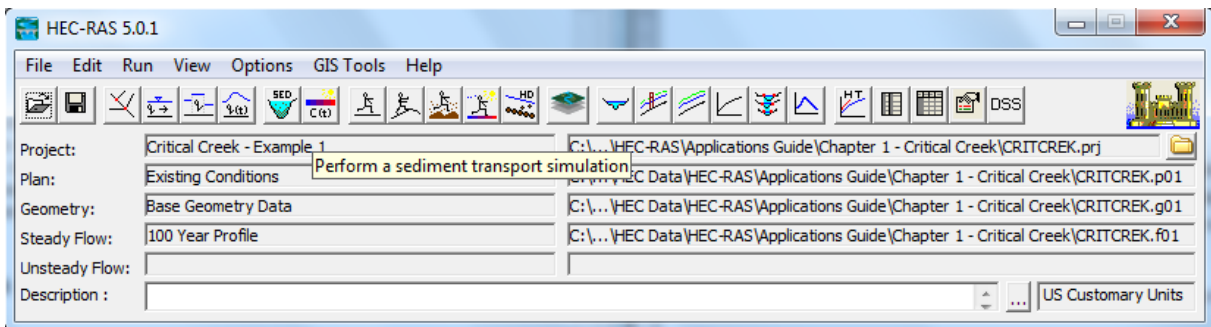 HEC-RAS 5.0.1
File Edit Run View Options GIS Tools Help
SED C(t) HD HT DSS
Project: Critical Creek - Example 1 C:\...\HEC-RAS\Applications Guide\Chapter 1 - Critical Creek\CRITCREK.prj
Perform a sediment transport simulation
Plan: Existing Conditions HEC Data\HEC-RAS\Applications Guide\Chapter 1 - Critical Creek\CRITCREK.p01
Geometry: Base Geometry Data C:\...\HEC Data\HEC-RAS\Applications Guide\Chapter 1 - Critical Creek\CRITCREK.g01
Steady Flow: 100 Year Profile C:\...\HEC Data\HEC-RAS\Applications Guide\Chapter 1 - Critical Creek\CRITCREK.f01
Unsteady Flow:
Description : ... US Customary Units